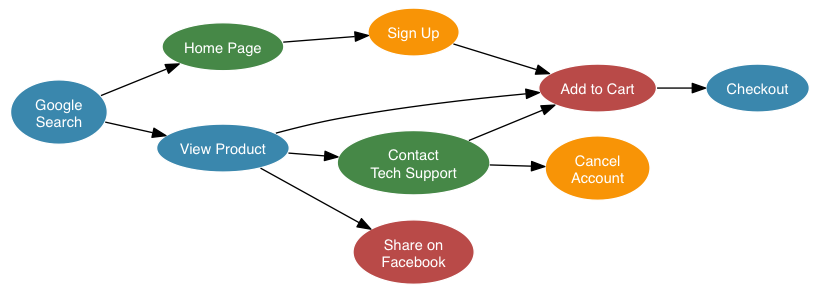 Google
Search
Home Page
View Product
Sign Up
Contact
Tech Support
Share on
Facebook
Add to Cart
Cancel
Account
Checkout